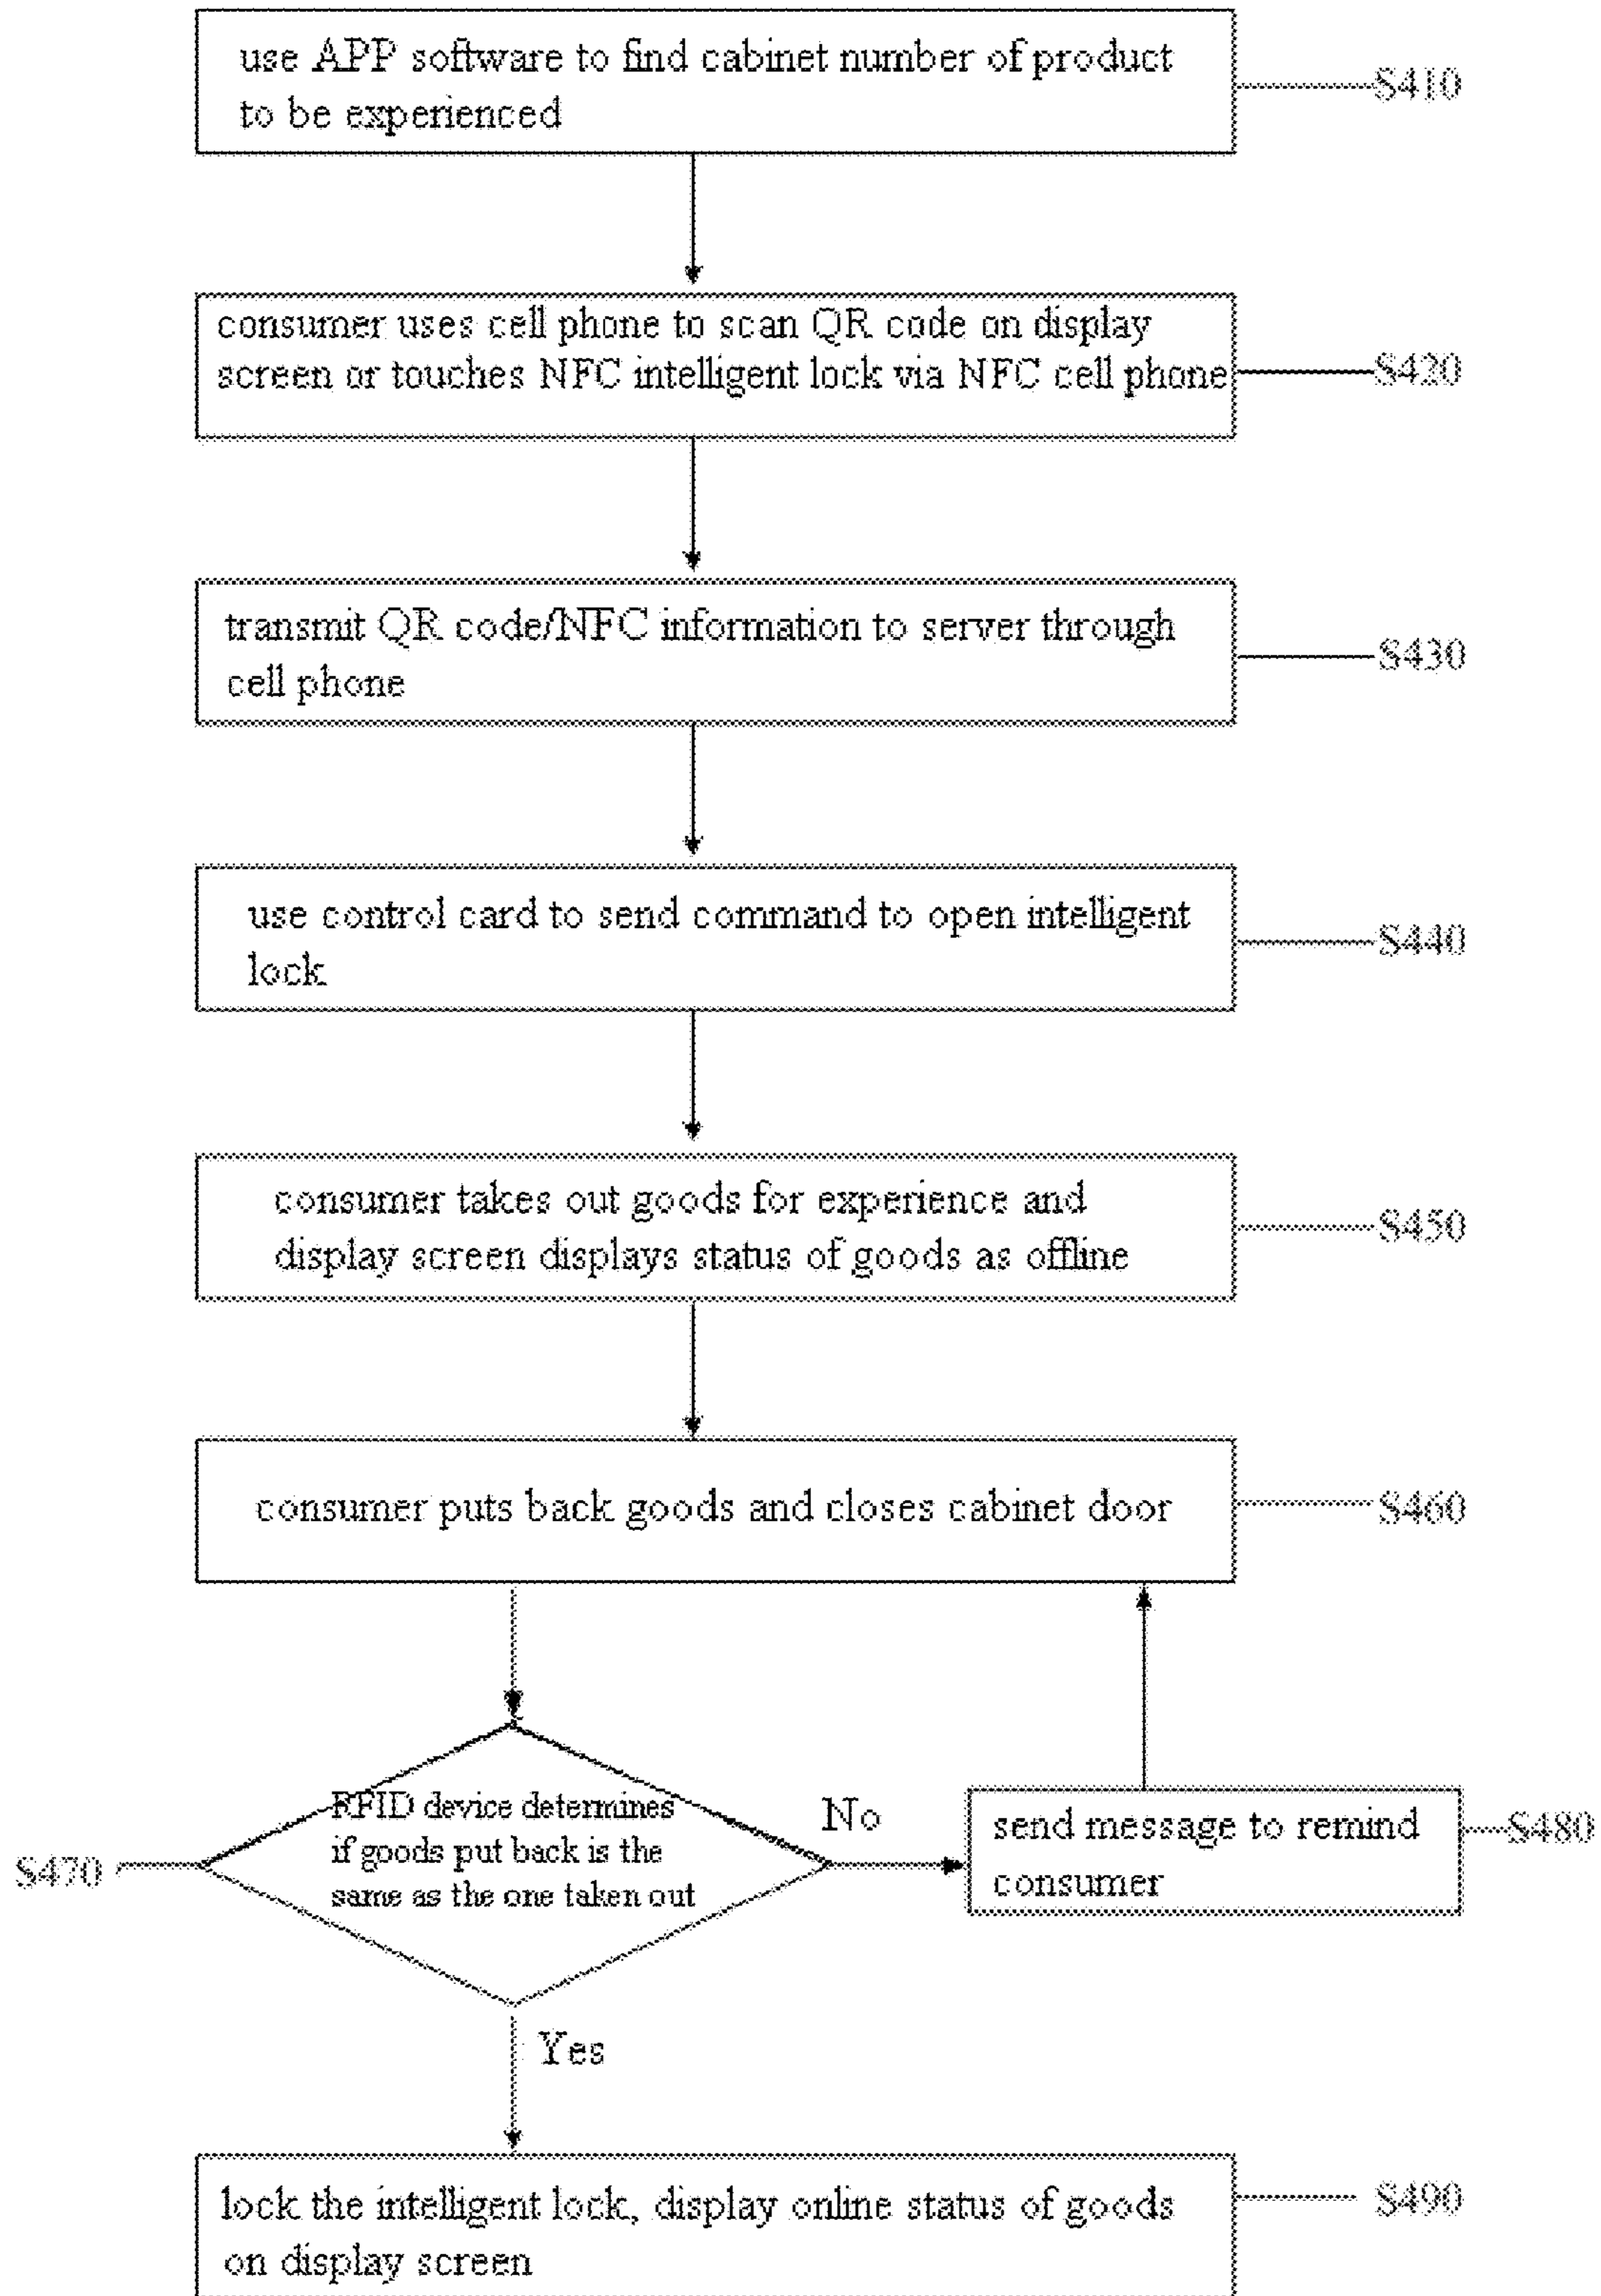 use APP software to find cabinet number of product
to be experienced
S410
consumer uses cell phone to scan QR code on display
screen or touches NFC intelligent lock via NFC cell phone
S420
transmit QR code/NFC information to server through
cell phone
S430
use control card to send command to open intelligent
lock
S440
consumer takes out goods for experience and
display screen displays status of goods as offline
S450
consumer puts back goods and closes cabinet door
S460
RFID device determines
if goods put back is the
same as the one taken out
S470
No
send message to remind
consumer
S480
Yes
lock the intelligent lock, display online status of goods
on display screen
S490